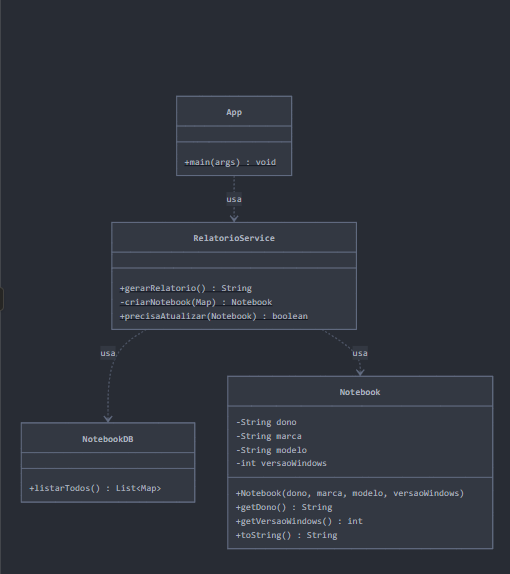 App
+main(args) : void
usa
RelatorioService
+gerarRelatorio() : String
-criarNotebook(Map) : Notebook
+precisaAtualizar(Notebook) : boolean
usa
usa
NotebookDB
+listarTodos() : List<Map>
Notebook
-String dono
-String marca
-String modelo
-int versaoWindows
+Notebook(dono, marca, modelo, versaoWindows)
+getDono() : String
+getVersaoWindows() : int
+toString() : String